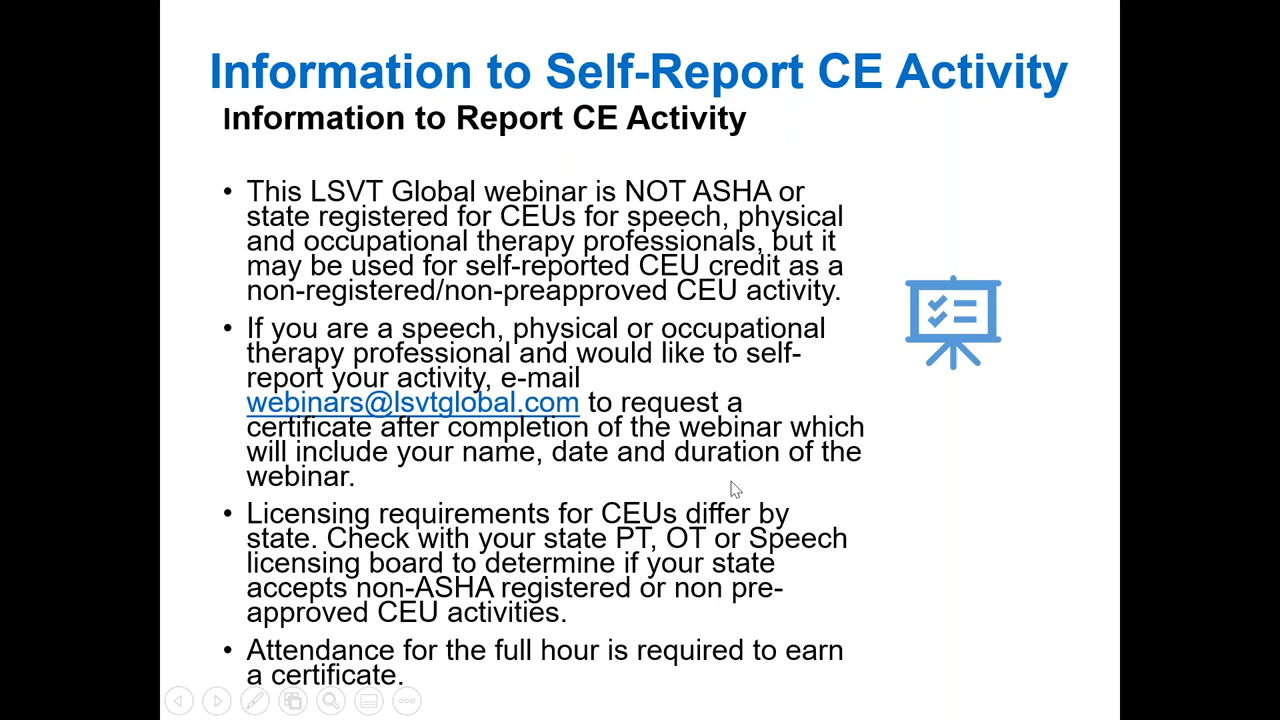 Information to Self-Report CE Activity
Information to Report CE Activity
• This LSVT Global webinar is NOT ASHA or
state registered for CEUs for speech, physical
and occupational therapy professionals, but it
may be used for self-reported CEU credit as a
non-registered/non-preapproved CEU activity.
• If you are a speech, physical or occupational
therapy professional and would like to self-
report your activity, e-mail
webinars@lsvtglobal.com to request a
certificate after completion of the webinar which
will include your name, date and duration of the
webinar.
• Licensing requirements for CEUs differ by
state. Check with your state PT, OT or Speech
licensing board to determine if your state
accepts non-ASHA registered or non pre-
approved CEU activities.
• Attendance for the full hour is required to earn
a certificate.